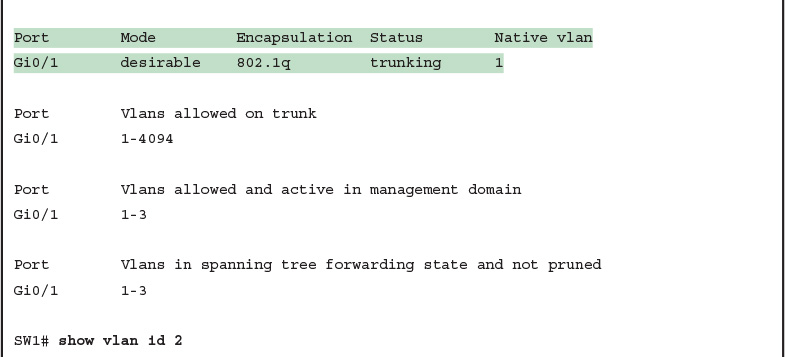 Port        Mode         Encapsulation  Status        Native vlan
Gi0/1       desirable    802.1q         trunking      1
Port        Vlans allowed on trunk
Gi0/1       1-4094
Port        Vlans allowed and active in management domain
Gi0/1       1-3
Port        Vlans in spanning tree forwarding state and not pruned
Gi0/1       1-3
SW1# show vlan id 2